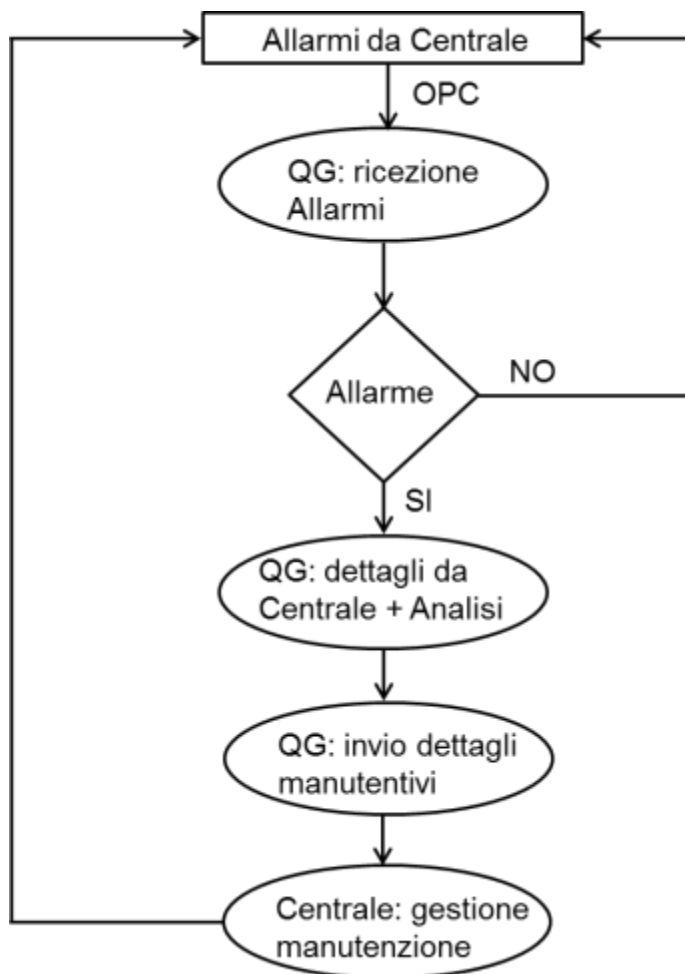 Allarmi da Centrale
OPC
QG: ricezione
Allarmi
Allarme
NO
SI
QG: dettagli da
Centrale + Analisi
QG: invio dettagli
manutentivi
Centrale: gestione
manutenzione